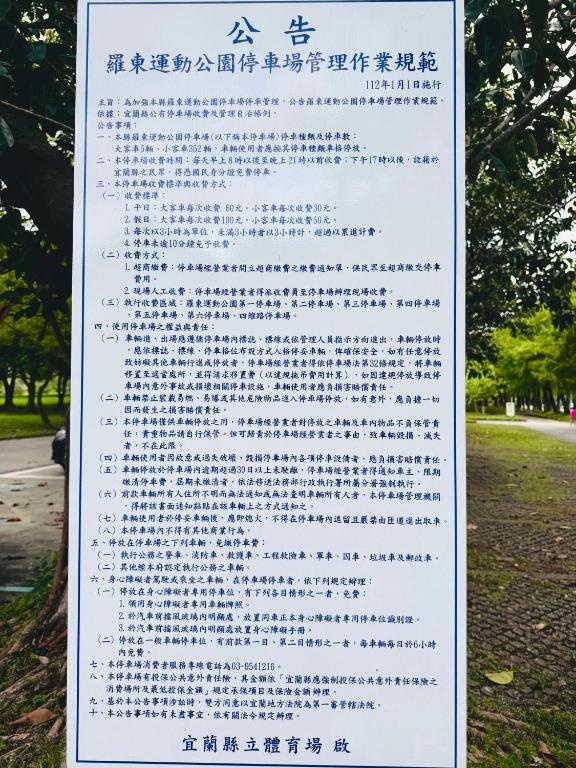 公告
羅東運動公園停車場管理作業規範
112年1月1日施行
主旨：為加強本縣羅東運動公園停車場停車管理，公告羅東運動公園停車場管理作業規範。
依據：宜蘭縣公有停車場收費及管理自治條例。
公告事項：
一、本縣羅東運動公園停車場(以下稱本停車場)停車種類及停車數：
大客車5輛、小客車352輛，車輛使用者應按其停車種類車格停放。
二、本停車場收費時間：每天早上8時以後至晚上21時以前收費；下午17時以後，設籍於
宜蘭縣之民眾，得憑國民身分證免費停車。
三、本停車場收費標準與收費方式：
(一) 收費標準：
1.平日：大客車每次收費 60元。小客車每次收費30元。
2.假日：大客車每次收費100元。小客車每次收費50元。
3.每次以3小時為單位，未滿3小時者以3小時計，超過以累進計費。
4.停車未逾10分鐘免予收費。
(二) 收費方式：
1.超商繳費：停車場經營業者開立超商繳費之繳費通知單，供民眾至超商繳交停車
費用。
2.現場人工收費：停車場經營業者得派收費員至停車場辦理現場收費。
(三) 執行收費區域：羅東運動公園第一停車場、第二停車場、第三停車場、第四停車場
、第五停車場、第六停車場、四維路停車場。
四、使用停車場之權益與責任：
(一) 車輛進、出場應遵循停車場內標誌、標線或依管理人員指示方向進出，車輛停放時
應依標誌、標線、停車格位布設方式入格停妥車輛，俾確保安全，如有任意停放
致妨礙其他車輛行進或停放者，停車場經營業者得依停車場法第32條規定，將車輛
移置至適當處所，並得請求移置費(以違規拖吊費用計算)，如因違規停放導致停
車場內意外事故或損壞相關停車設施，車輛使用者應負損害賠償責任。
(二) 車輛禁止裝載易燃、易爆或其他危險物品進入停車場停放，如有意外，應負擔一切
因而發生之損害賠償責任。
(三) 本停車場僅供車輛停放之用，停車場經營業者對停放之車輛及車內物品不負保管責
任，貴重物品請自行保管。但可歸責於停車場經營業者之事由，致車輛毀損、滅失
者，不在此限。
(四) 車輛使用者因故意或過失破壞、毀損停車場內各項停車設備者，應負損害賠償責任。
(五) 車輛停放於停車場內逾期超過30日以上未駛離，停車場經營業者得通知車主，限期
繳清停車費，屆期未繳清者，依法移送法務部行政執行署所屬分署強制執行。
(六) 前款車輛所有人住所不明而無法通知或無法查明車輛所有人者，本停車場管理機關
，得將該書面通知黏貼在該車輛上之方式通知之。
(七) 車輛使用者於停妥車輛後，應即熄火，不得在停車場內逗留且嚴禁由匝道進出取車。
(八) 本停車場內不得有其他商業行為。
五、停放在停車場之下列車輛，免繳停車費：
(一) 執行公務之警車、消防車、救護車、工程救險車、軍車、囚車、垃圾車及郵政車。
(二) 其他經本府認定執行公務之車輛。
六、身心障礙者駕駛或乘坐之車輛，在停車場停車者，依下列規定辦理：
(一) 停放在身心障礙者專用停車位，有下列各目情形之一者，免費：
1.領用身心障礙者專用車輛牌照。
2.於汽車前擋風玻璃內明顯處，放置同車正本身心障礙者專用停車位識別證。
3.於汽車前擋風玻璃內明顯處放置身心障礙手冊。
(二) 停放在一般車輛停車位，有前款第一目、第二目情形之一者，每車輛每日於6小時
內免費。
七、本停車場消費者服務專線電話為03-9541216。
八、本停車場有投保公共意外責任險，其金額依「宜蘭縣應強制投保公共意外責任保險之
消費場所及最低投保金額」規定承保項目及保險金額辦理。
九、基於本公告事項涉訟時，雙方同意以宜蘭地方法院為第一審管轄法院。
十、本公告事項如有未盡事宜，依有關法令規定辦理。
宜蘭縣立體育場 啟